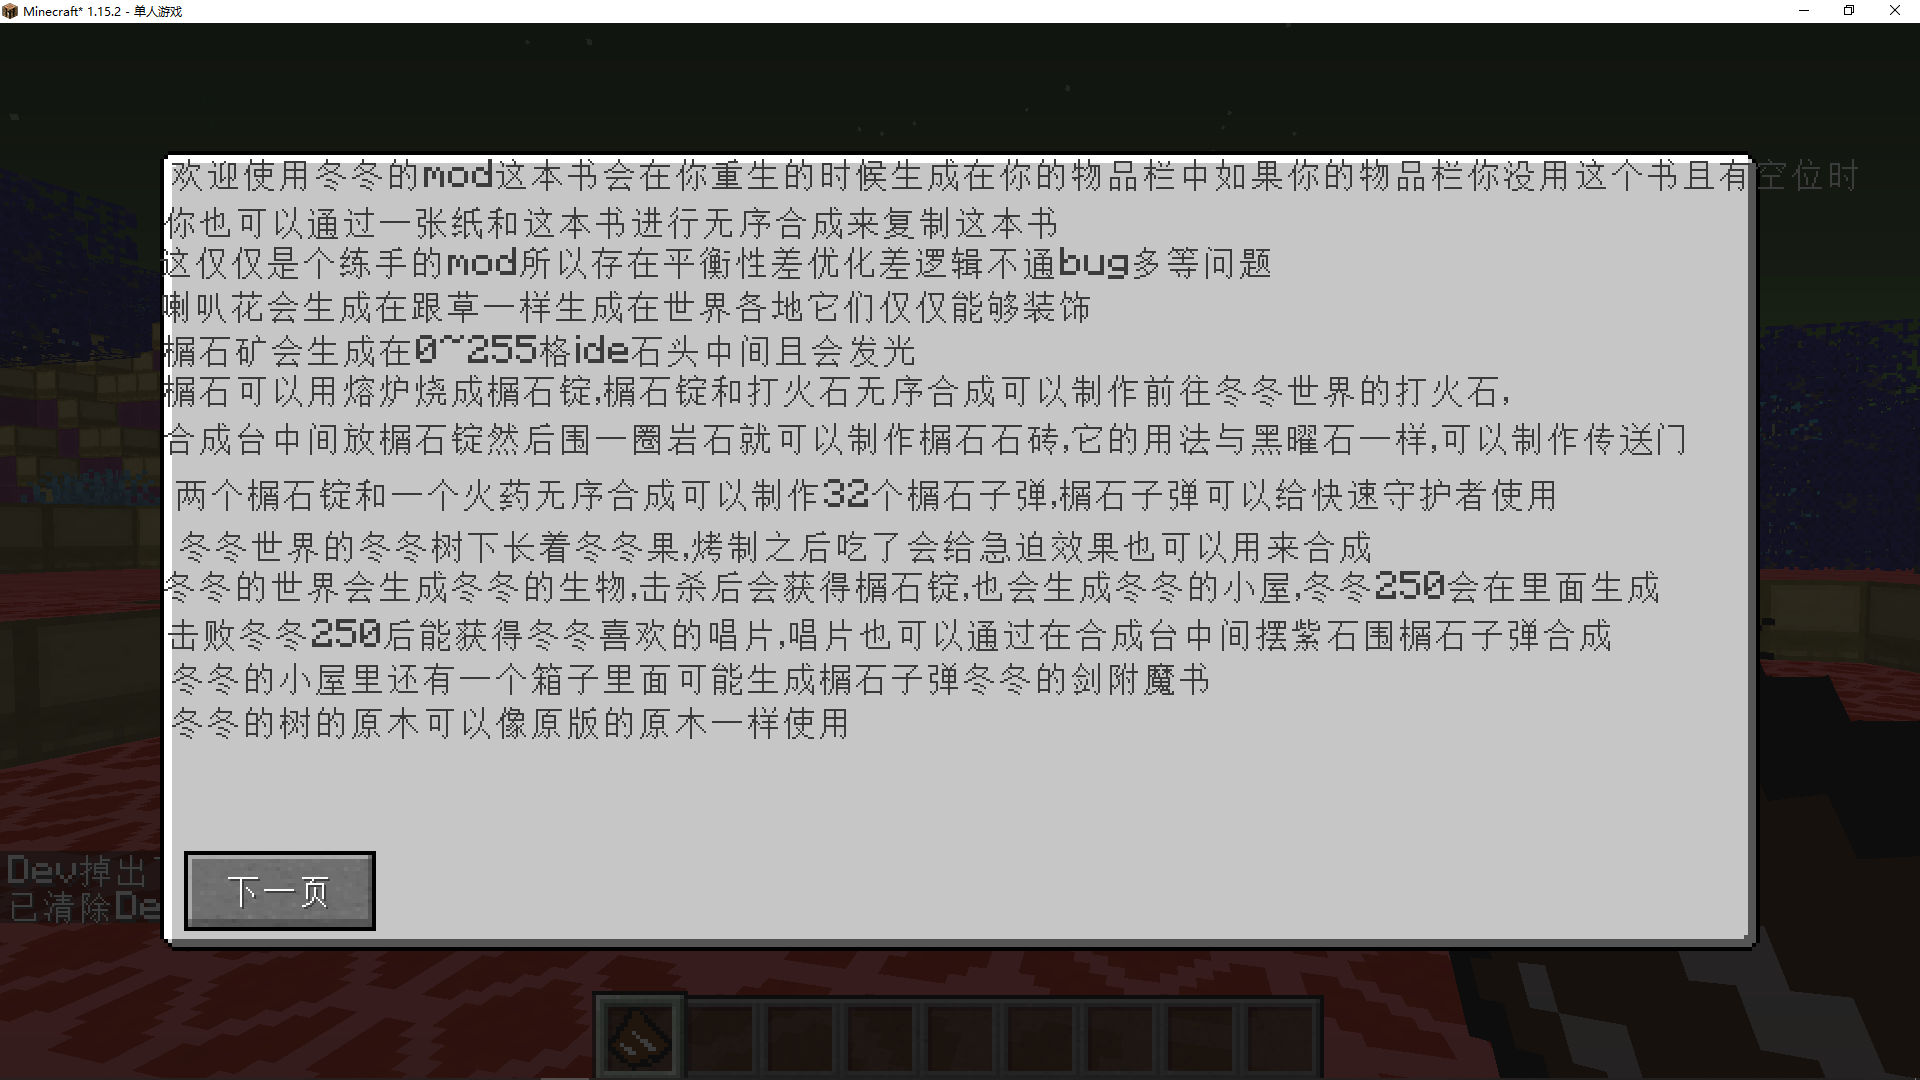 Minecraft* 1.15.2 - 单人游戏
欢迎使用冬冬的mod这本书会在你重生的时候生成在你的物品栏中如果你的物品栏你没用这个书且有空位时
你也可以通过一张纸和这本书进行无序合成来复制这本书
这仅仅是个练手的mod所以存在平衡性差优化差逻辑不通bug多等问题
喇叭花会生成在跟草一样生成在世界各地它们仅仅能够装饰
榍石矿会生成在0~255格ide石头中间且会发光
榍石可以用熔炉烧成榍石锭,榍石锭和打火石无序合成可以制作前往冬冬世界的打火石,
合成台中间放榍石锭然后围一圈岩石就可以制作榍石石砖,它的用法与黑曜石一样,可以制作传送门
两个榍石锭和一个火药无序合成可以制作32个榍石子弹,榍石子弹可以给快速守护者使用
冬冬世界的冬冬树下长着冬冬果,烤制之后吃了会给急迫效果也可以用来合成
冬冬的世界会生成冬冬的生物,击杀后会获得榍石锭,也会生成冬冬的小屋,冬冬250会在里面生成
击败冬冬250后能获得冬冬喜欢的唱片,唱片也可以通过在合成台中间摆紫石围榍石子弹合成
冬冬的小屋里还有一个箱子里面可能生成榍石子弹冬冬的剑附魔书
冬冬的树的原木可以像原版的原木一样使用
Dev掉出
已清除De
下一页